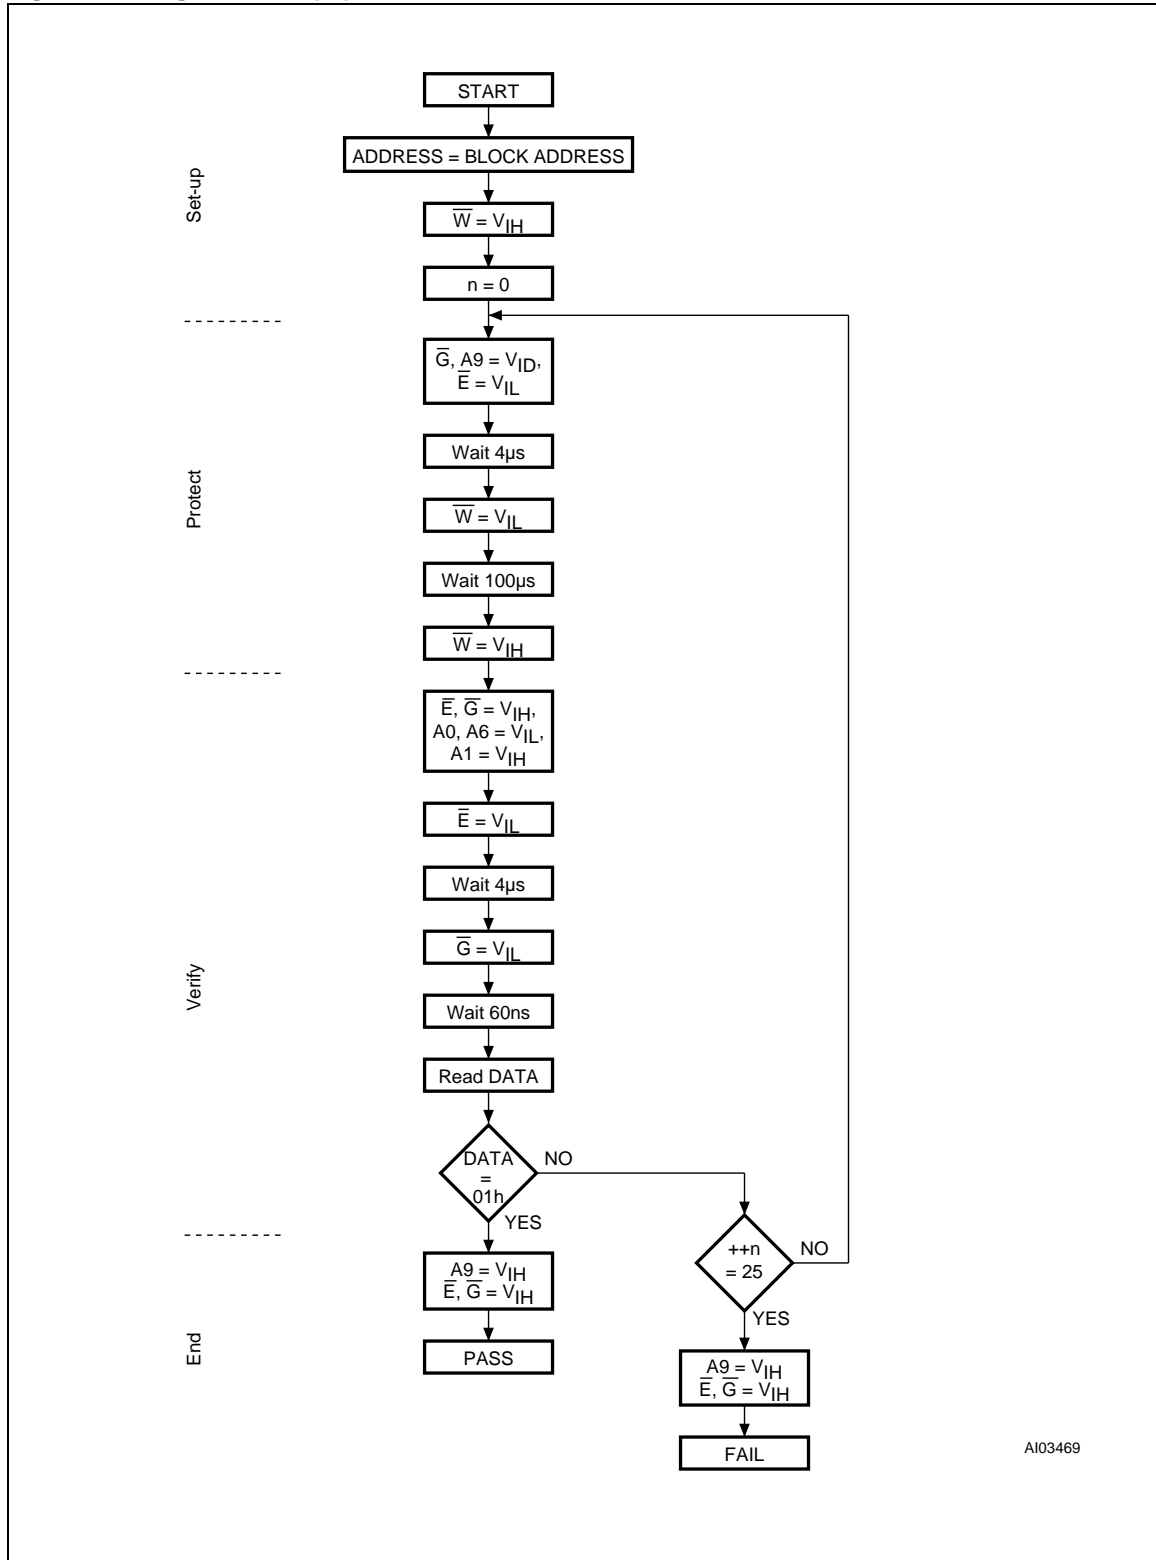 START
ADDRESS = BLOCK ADDRESS
Set-up
W̅ = VIH
n = 0
G̅, A9 = VID,
E̅ = VIL
Wait 4µs
Protect
W̅ = VIL
Wait 100µs
W̅ = VIH
E̅, G̅ = VIH,
A0, A6 = VIL,
A1 = VIH
E̅ = VIL
Wait 4µs
G̅ = VIL
Verify
Wait 60ns
Read DATA
DATA
=
01h
NO
YES
++n
= 25
NO
YES
A9 = VIH
E̅, G̅ = VIH
End
PASS
A9 = VIH
E̅, G̅ = VIH
FAIL
AI03469